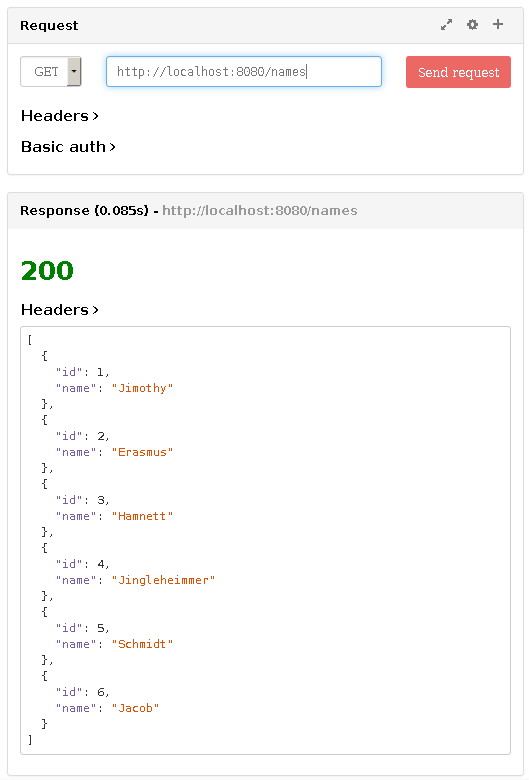 Request
GET http://localhost:8080/names Send request
Headers ›
Basic auth ›
Response (0.085s) - http://localhost:8080/names
200
Headers ›
[
  {
    "id": 1,
    "name": "Jimothy"
  },
  {
    "id": 2,
    "name": "Erasmus"
  },
  {
    "id": 3,
    "name": "Hamnett"
  },
  {
    "id": 4,
    "name": "Jingleheimmer"
  },
  {
    "id": 5,
    "name": "Schmidt"
  },
  {
    "id": 6,
    "name": "Jacob"
  }
]